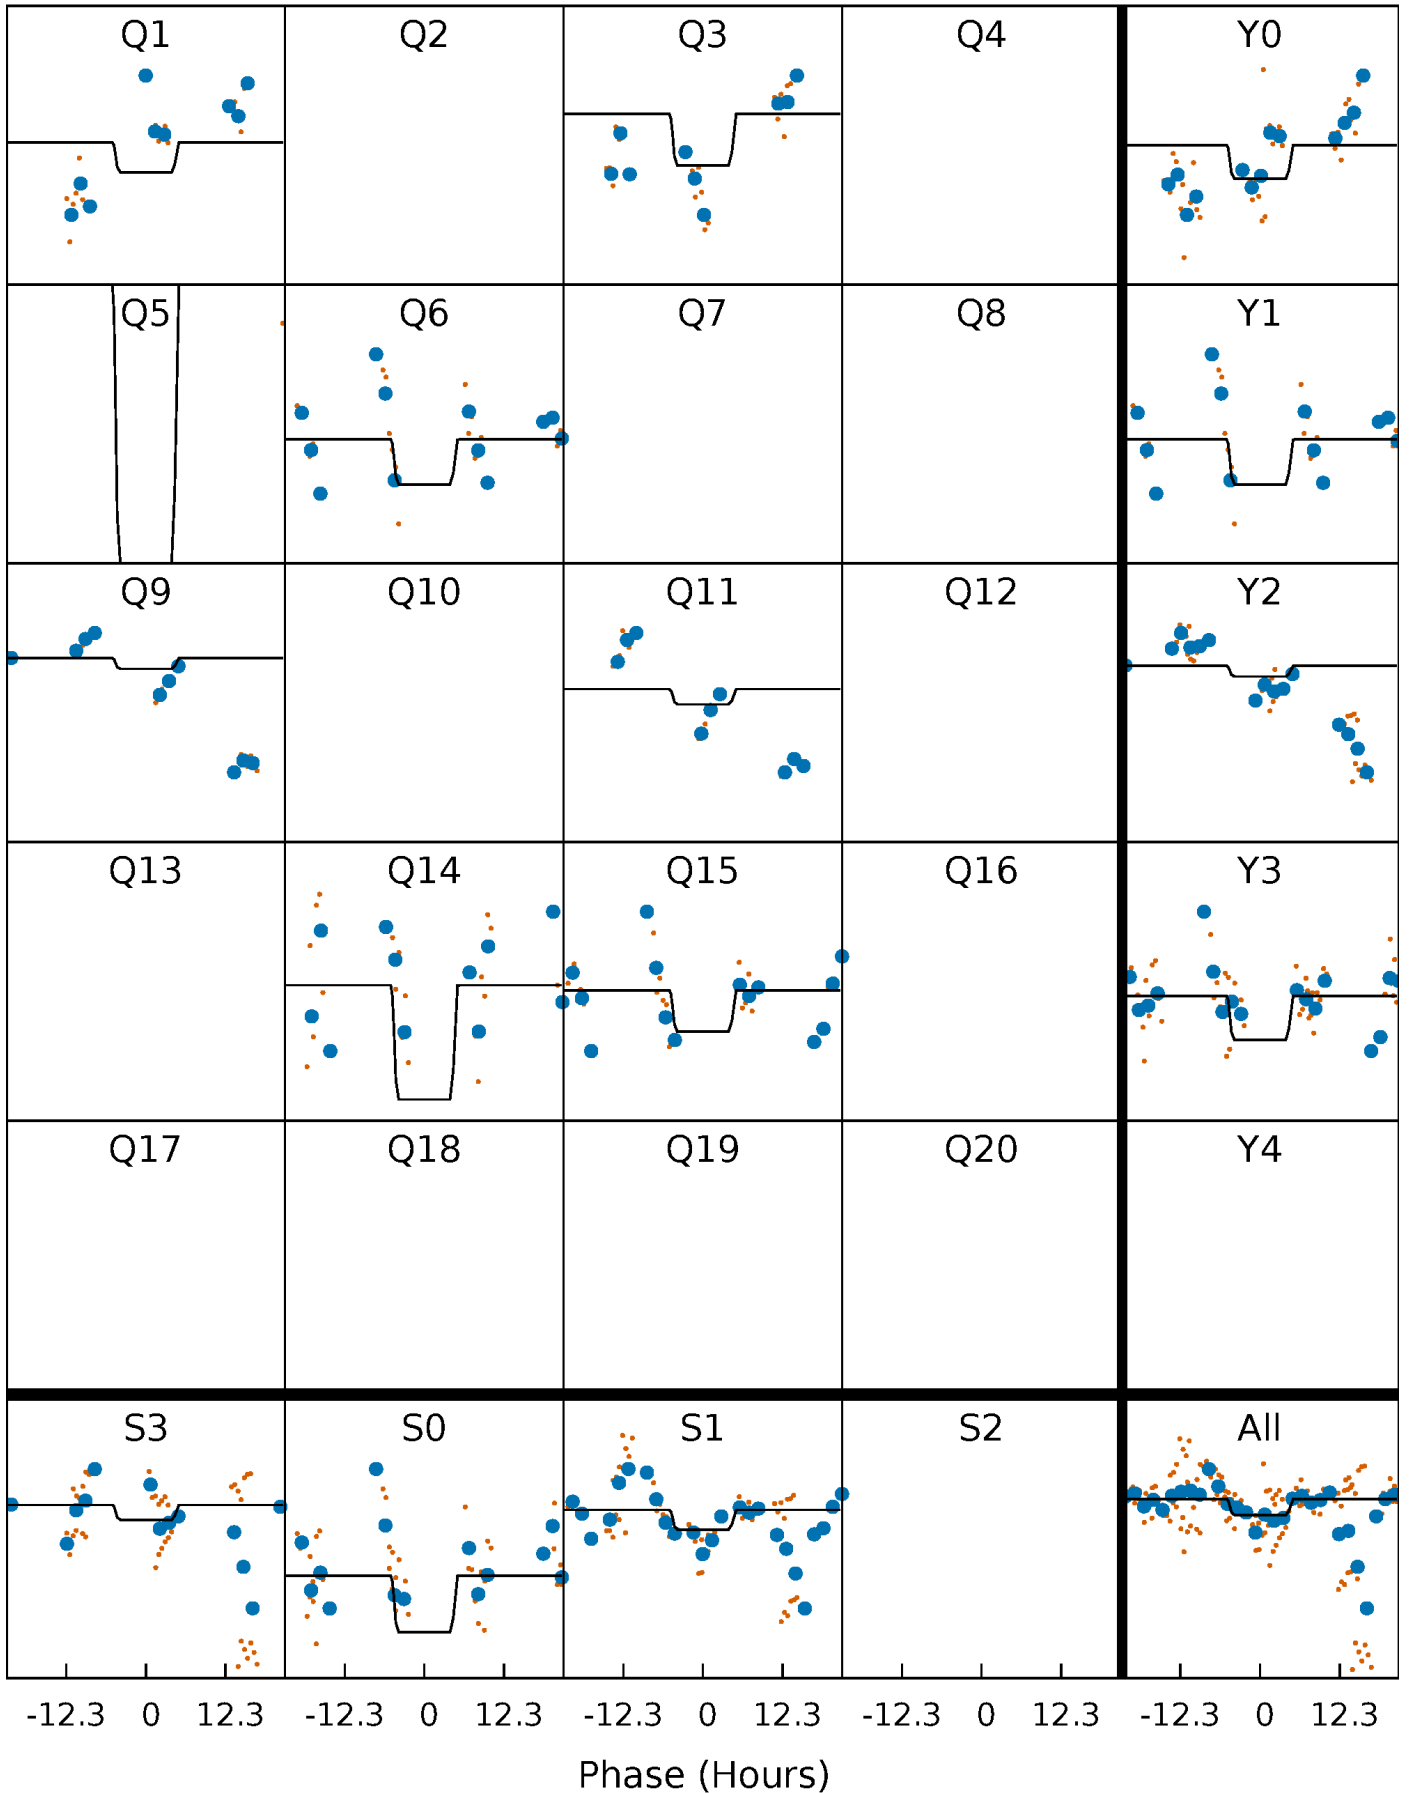 Q1 Q2 Q3 Q4 Y0
Q5 Q6 Q7 Q8 Y1
Q9 Q10 Q11 Q12 Y2
Q13 Q14 Q15 Q16 Y3
Q17 Q18 Q19 Q20 Y4
S3 S0 S1 S2 All
-12.3 0 12.3 -12.3 0 12.3 -12.3 0 12.3 -12.3 0 12.3 -12.3 0 12.3
Phase (Hours)